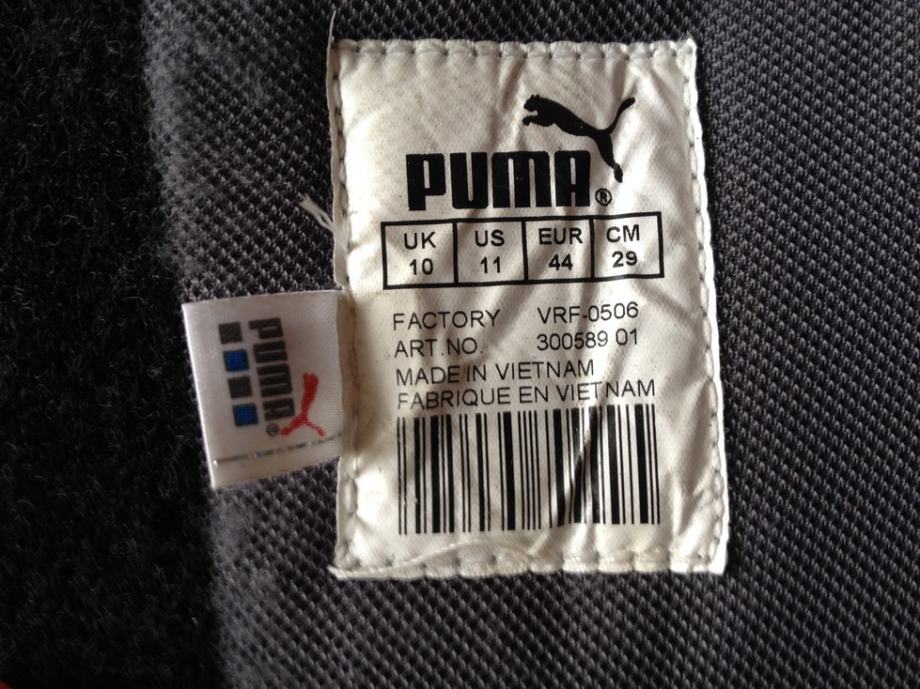 PUMA®
UK US EUR CM
10 11 44 29
FACTORY VRF-0506
ART.NO. 300589 01
MADE IN VIETNAM
FABRIQUE EN VIETNAM
PUMA®